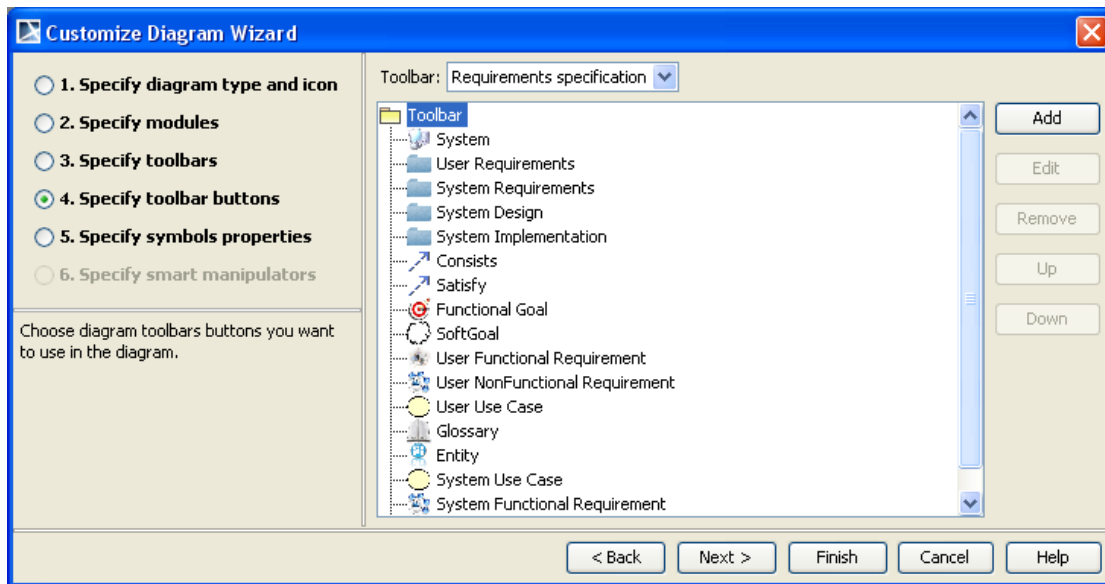 Customize Diagram Wizard
1. Specify diagram type and icon
2. Specify modules
3. Specify toolbars
4. Specify toolbar buttons
5. Specify symbols properties
6. Specify smart manipulators
Choose diagram toolbars buttons you want
to use in the diagram.
Toolbar: Requirements specification
Toolbar
System
User Requirements
System Requirements
System Design
System Implementation
Consists
Satisfy
Functional Goal
SoftGoal
User Functional Requirement
User NonFunctional Requirement
User Use Case
Glossary
Entity
System Use Case
System Functional Requirement
Add
Edit
Remove
Up
Down
< Back Next > Finish Cancel Help